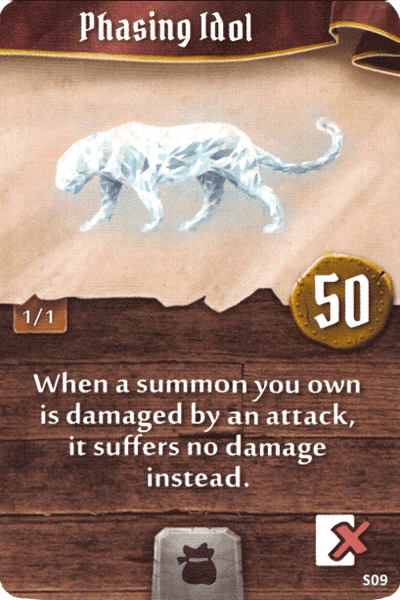 Phasing Idol
1/1
50
When a summon you own
is damaged by an attack,
it suffers no damage
instead.
S09